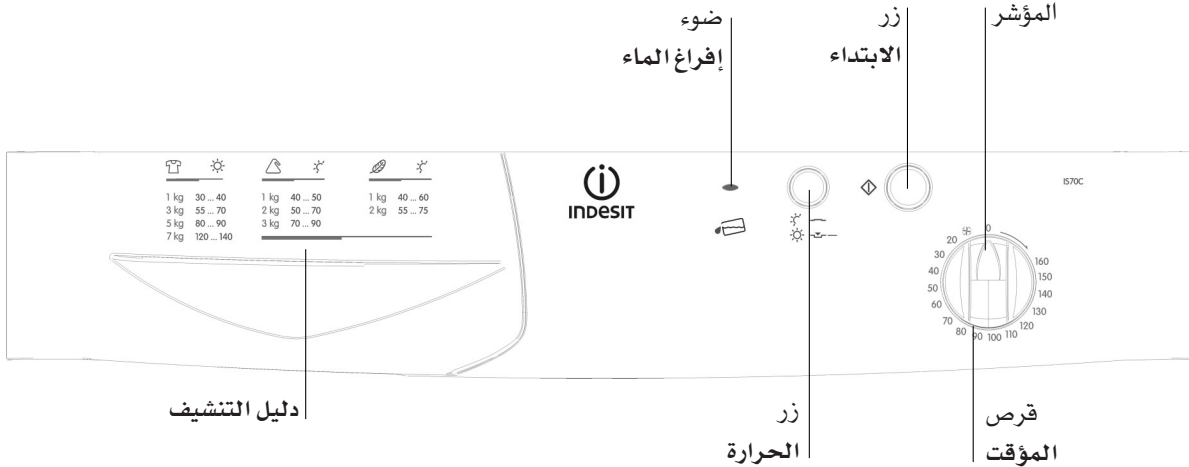 المؤشر
زر
الابتداء
ضوء
إفراغ الماء
1 kg 30 ... 40
3 kg 55 ... 70
5 kg 80 ... 90
7 kg 120 ... 140
1 kg 40 ... 50
2 kg 50 ... 70
3 kg 70 ... 90
1 kg 40 ... 60
2 kg 55 ... 75
INDESIT
IS70C
0
160
150
140
130
120
110
100
90
80
70
60
50
40
30
20
قرص
المؤقت
زر
الحرارة
دليل التنشيف